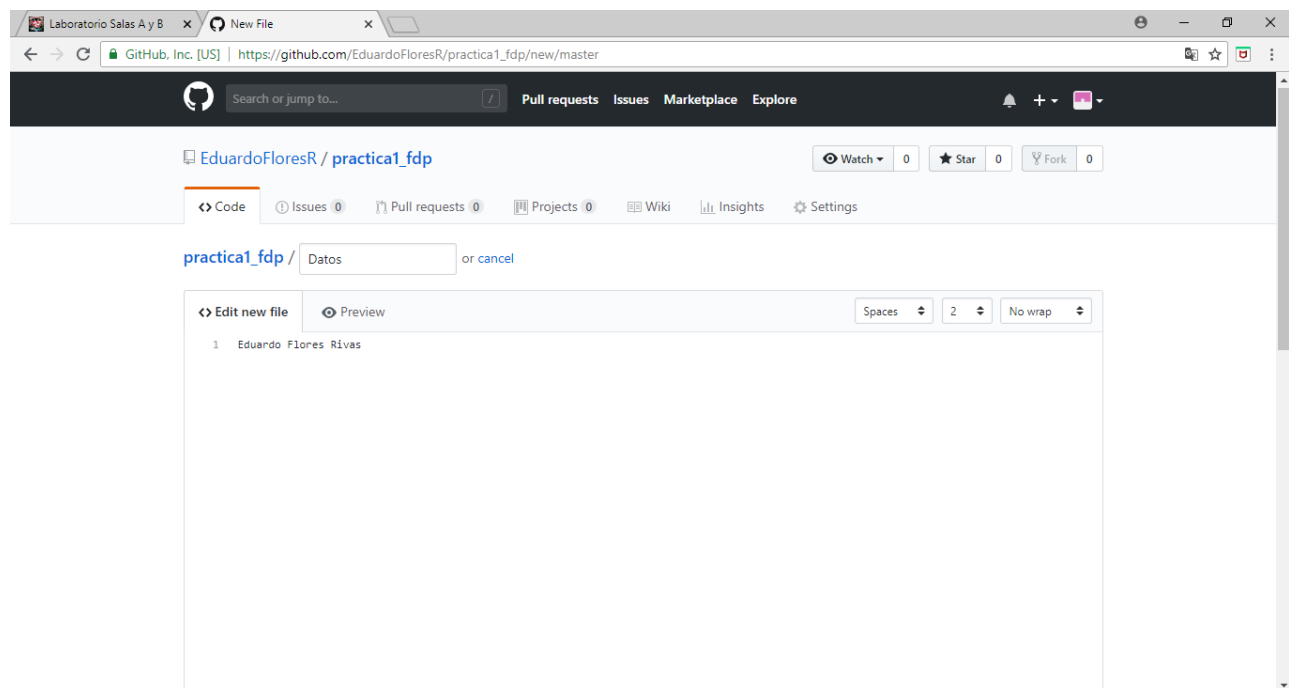 Laboratorio Salas A y B
New File
GitHub, Inc. [US] | https://github.com/EduardoFloresR/practica1_fdp/new/master
Search or jump to... /
Pull requests Issues Marketplace Explore
EduardoFloresR / practica1_fdp
Watch 0 Star 0 Fork 0
Code Issues 0 Pull requests 0 Projects 0 Wiki Insights Settings
practica1_fdp / Datos or cancel
<> Edit new file Preview Spaces 2 No wrap
1 Eduardo Flores Rivas